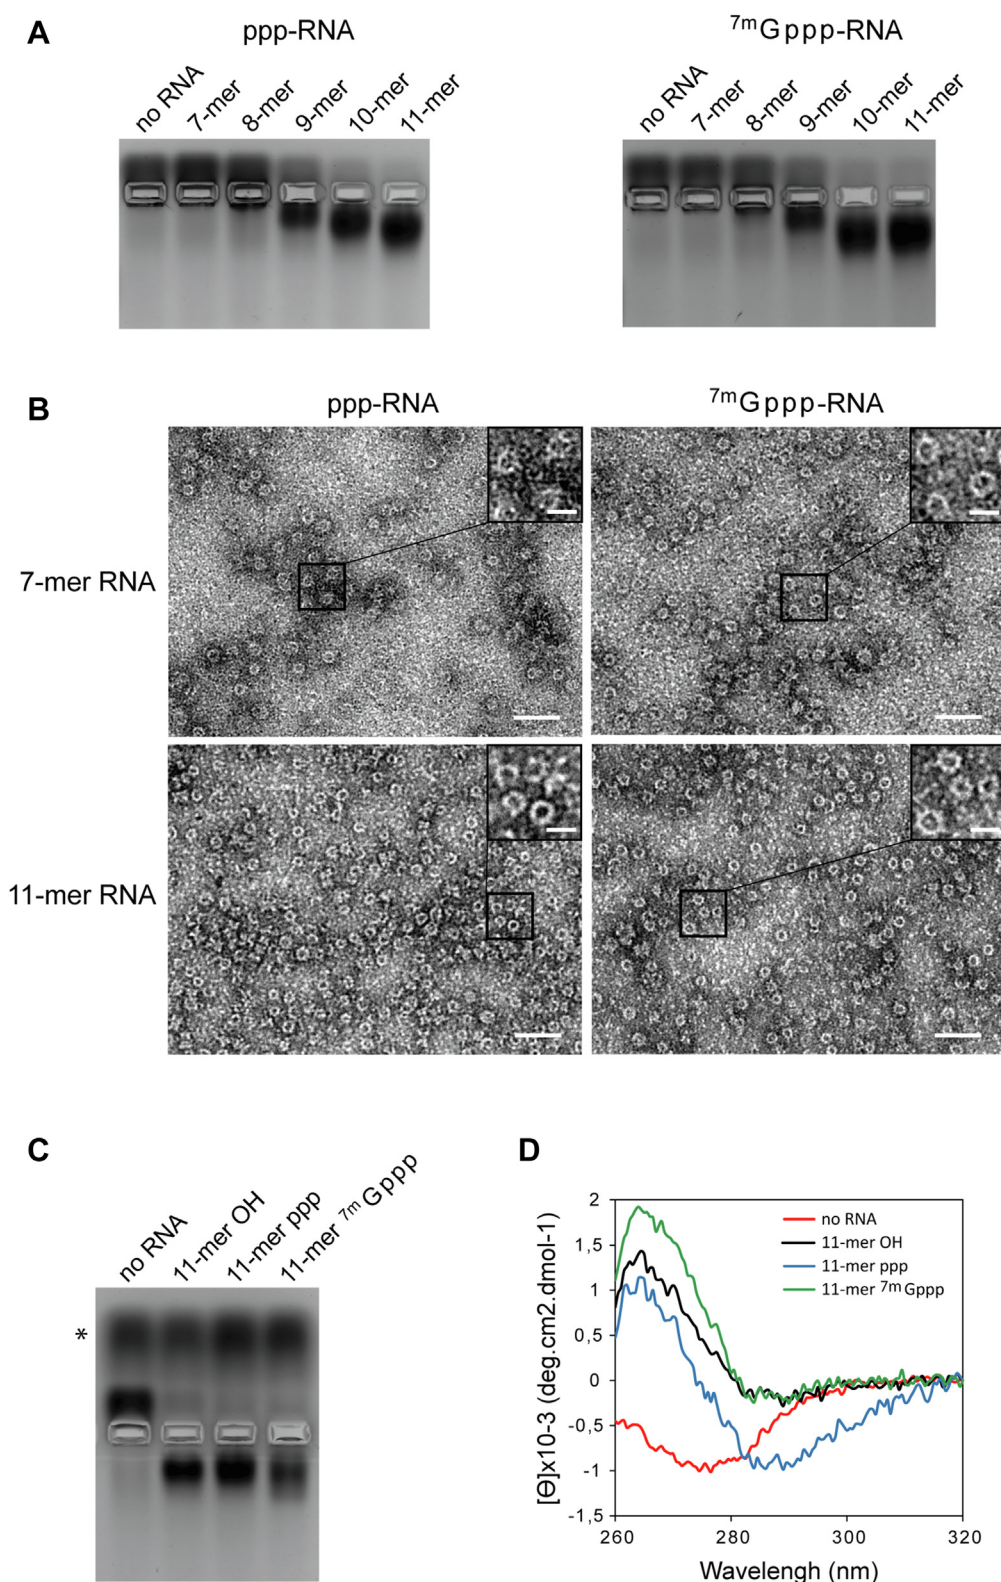 A
ppp-RNA
7mGppp-RNA
no RNA
7-mer
8-mer
9-mer
10-mer
11-mer
no RNA
7-mer
8-mer
9-mer
10-mer
11-mer
B
ppp-RNA
7mGppp-RNA
7-mer RNA
11-mer RNA
C
no RNA
11-mer OH
11-mer ppp
11-mer 7mGppp
*
D
[Θ]x10-3 (deg.cm2.dmol-1)
2
1,5
1
0,5
0
-0,5
-1
-1,5
no RNA
11-mer OH
11-mer ppp
11-mer 7mGppp
260
280
300
320
Wavelengh (nm)